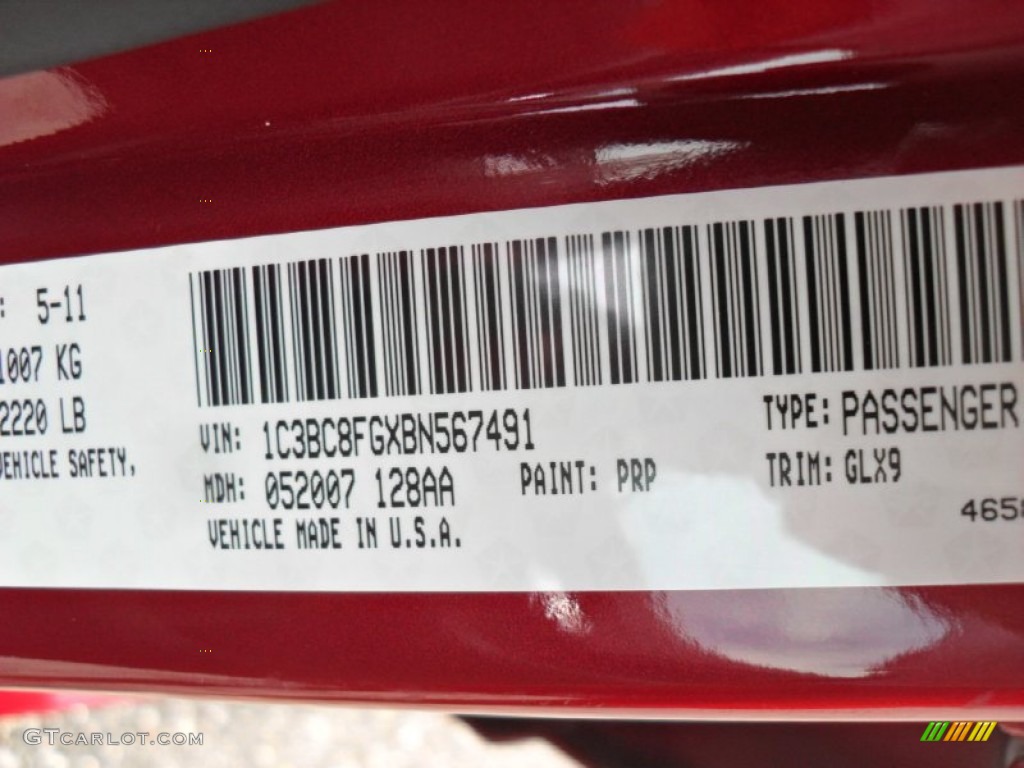 : 5-11
1007 KG
2220 LB
VEHICLE SAFETY.
VIN: 1C3BC8FGXBN567491
TYPE: PASSENGER
MDH: 052007 128AA
PAINT: PRP
TRIM: GLX9
VEHICLE MADE IN U.S.A.
465
GTCARLOT.COM